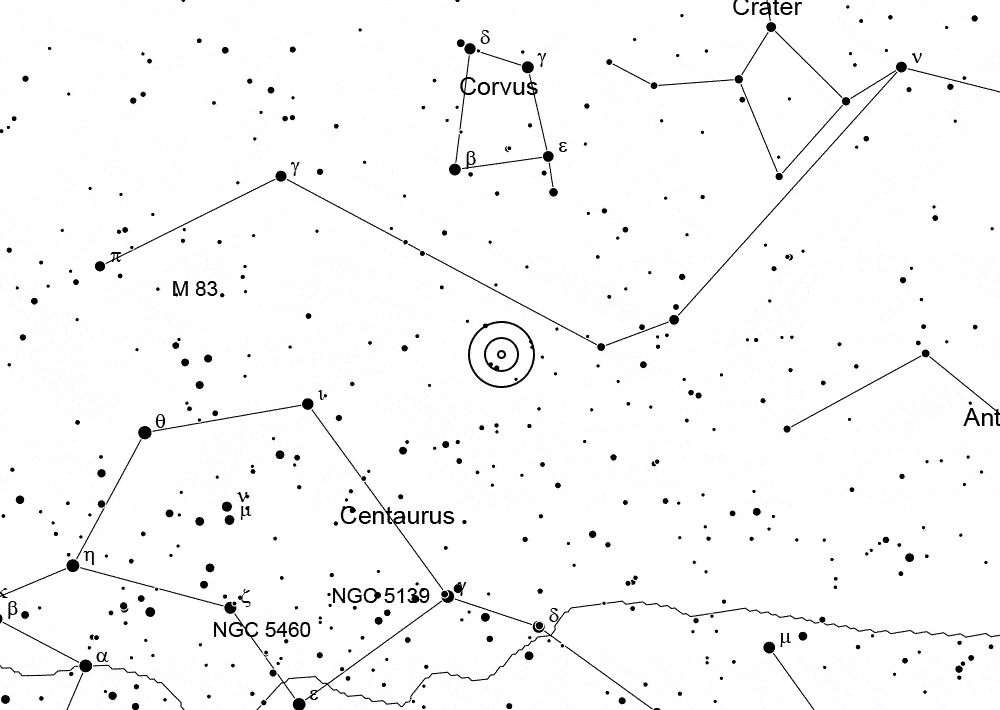 Crater
δ
γ
ν
Corvus
β
ε
γ
π
M 83
ι
Ant
θ
ν
μ
Centaurus
η
κ
ζ
NGC 5139
γ
β
δ
NGC 5460
μ
α
ε